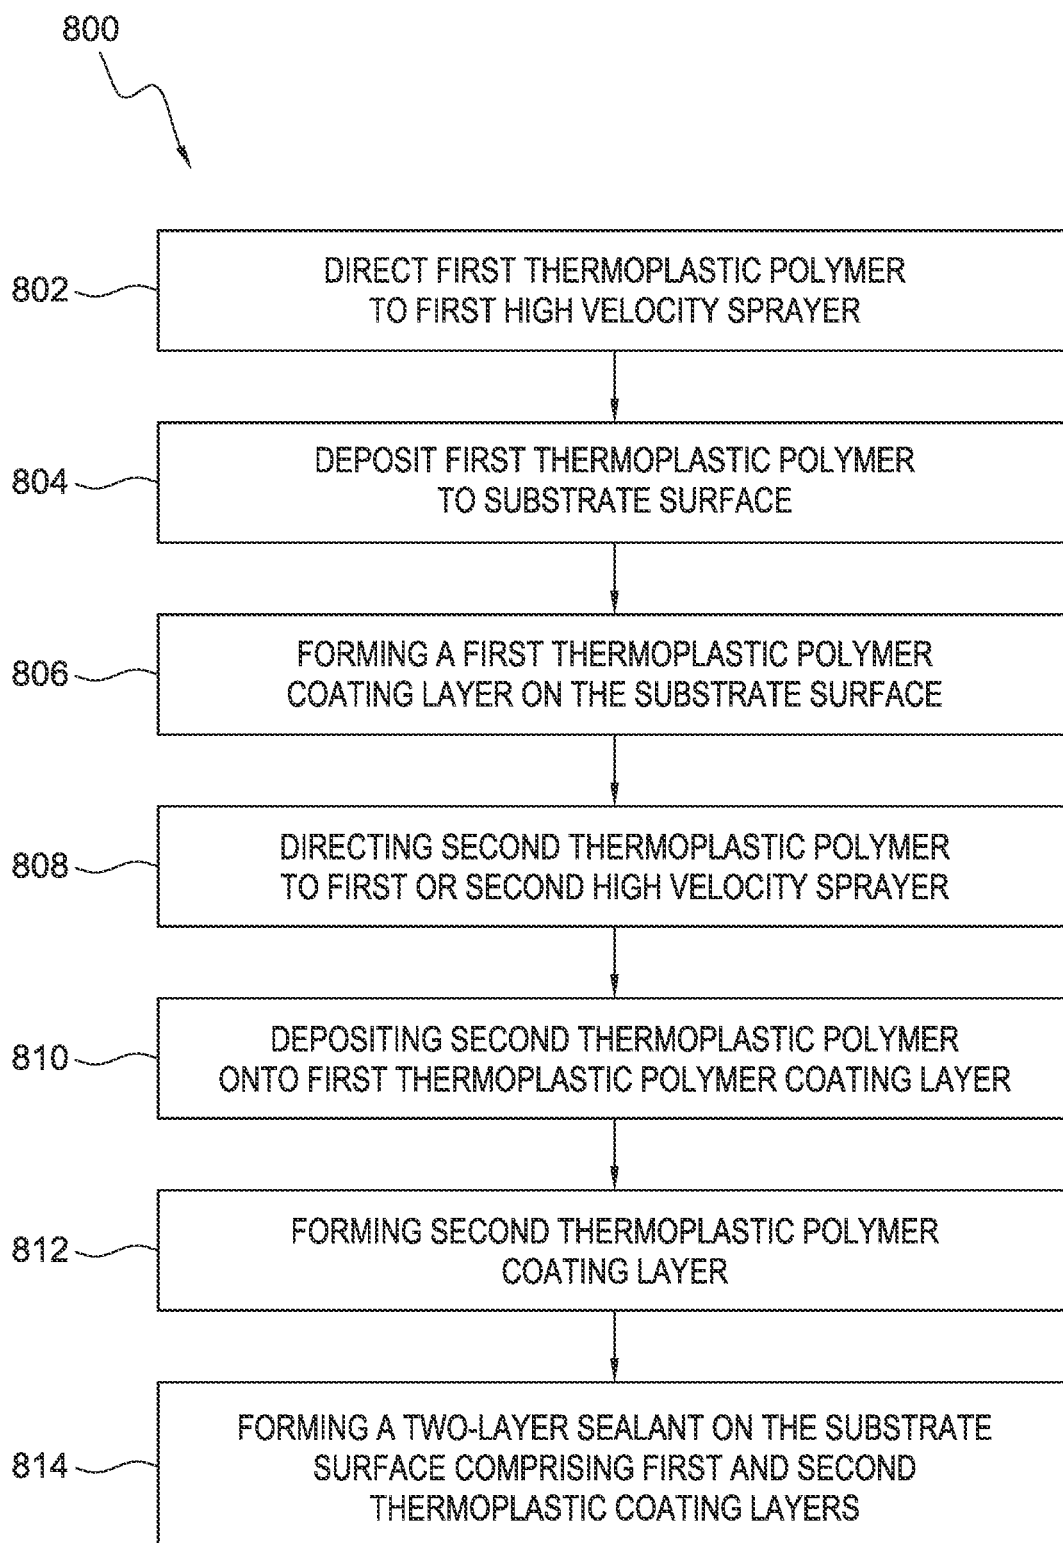 800
802
DIRECT FIRST THERMOPLASTIC POLYMER
TO FIRST HIGH VELOCITY SPRAYER
804
DEPOSIT FIRST THERMOPLASTIC POLYMER
TO SUBSTRATE SURFACE
806
FORMING A FIRST THERMOPLASTIC POLYMER
COATING LAYER ON THE SUBSTRATE SURFACE
808
DIRECTING SECOND THERMOPLASTIC POLYMER
TO FIRST OR SECOND HIGH VELOCITY SPRAYER
810
DEPOSITING SECOND THERMOPLASTIC POLYMER
ONTO FIRST THERMOPLASTIC POLYMER COATING LAYER
812
FORMING SECOND THERMOPLASTIC POLYMER
COATING LAYER
814
FORMING A TWO-LAYER SEALANT ON THE SUBSTRATE
SURFACE COMPRISING FIRST AND SECOND
THERMOPLASTIC COATING LAYERS